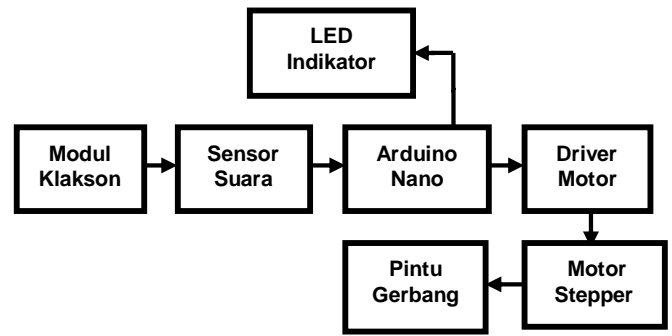 LED
Indikator
Modul
Klakson
Sensor
Suara
Arduino
Nano
Driver
Motor
Pintu
Gerbang
Motor
Stepper